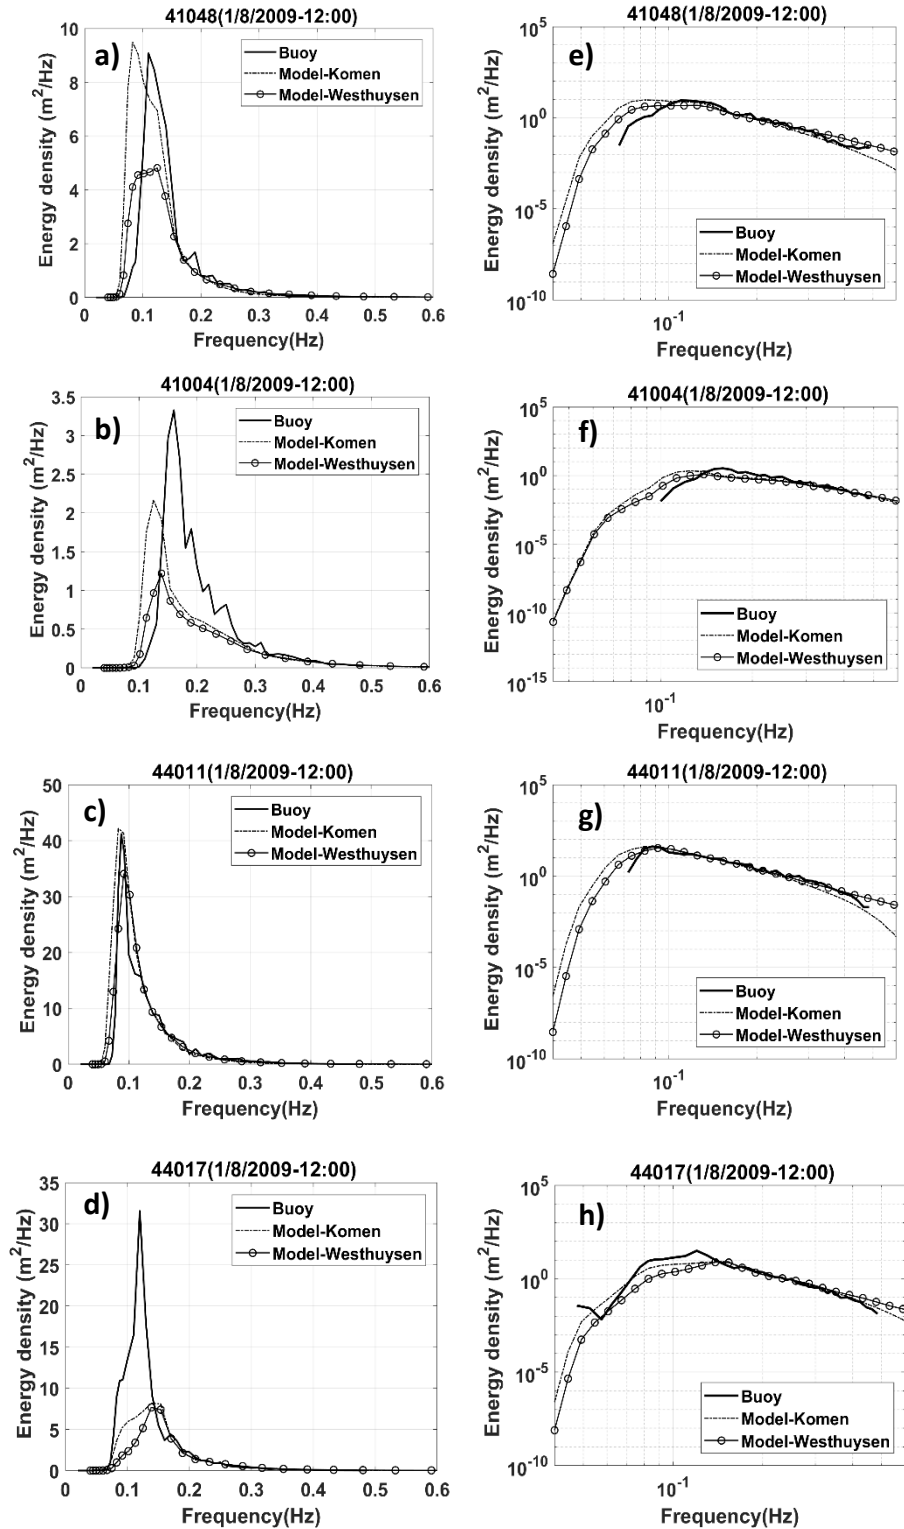 41048(1/8/2009-12:00)
a)
Buoy
Model-Komen
Model-Westhuysen
Energy density (m²/Hz)
10
8
6
4
2
0
0 0.1 0.2 0.3 0.4 0.5 0.6
Frequency(Hz)
41048(1/8/2009-12:00)
e)
Buoy
Model-Komen
Model-Westhuysen
Energy density (m²/Hz)
10⁵
10⁰
10⁻⁵
10⁻¹⁰
10⁻¹
Frequency(Hz)
41004(1/8/2009-12:00)
b)
Buoy
Model-Komen
Model-Westhuysen
Energy density (m²/Hz)
3.5
3
2.5
2
1.5
1
0.5
0
0 0.1 0.2 0.3 0.4 0.5 0.6
Frequency(Hz)
41004(1/8/2009-12:00)
f)
Buoy
Model-Komen
Model-Westhuysen
Energy density (m²/Hz)
10⁵
10⁰
10⁻⁵
10⁻¹⁰
10⁻¹⁵
10⁻¹
Frequency(Hz)
44011(1/8/2009-12:00)
c)
Buoy
Model-Komen
Model-Westhuysen
Energy density (m²/Hz)
50
40
30
20
10
0
0 0.1 0.2 0.3 0.4 0.5 0.6
Frequency(Hz)
44011(1/8/2009-12:00)
g)
Buoy
Model-Komen
Model-Westhuysen
Energy density (m²/Hz)
10⁵
10⁰
10⁻⁵
10⁻¹⁰
10⁻¹
Frequency(Hz)
44017(1/8/2009-12:00)
d)
Buoy
Model-Komen
Model-Westhuysen
Energy density (m²/Hz)
35
30
25
20
15
10
5
0
0 0.1 0.2 0.3 0.4 0.5 0.6
Frequency(Hz)
44017(1/8/2009-12:00)
h)
Buoy
Model-Komen
Model-Westhuysen
Energy density (m²/Hz)
10⁵
10⁰
10⁻⁵
10⁻¹⁰
10⁻¹
Frequency(Hz)